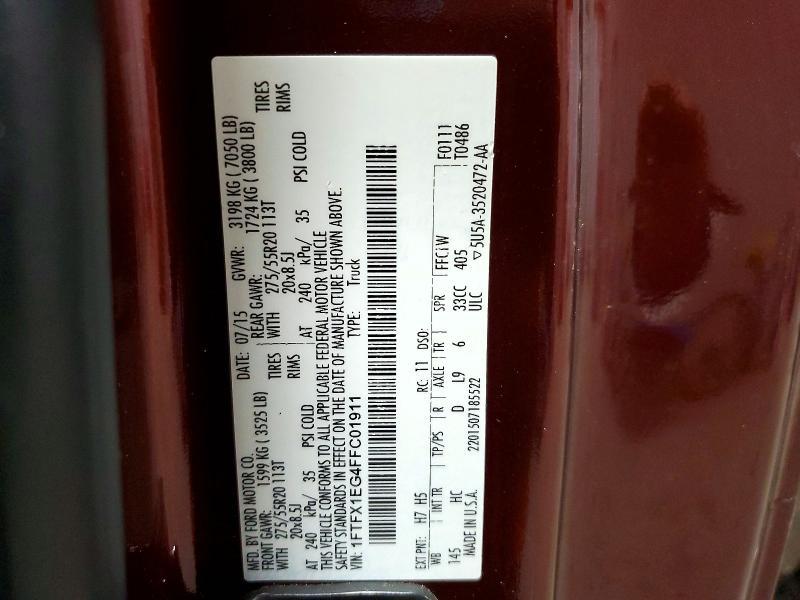 MFD. BY FORD MOTOR CO. DATE: 07/15 GVWR: 3198 KG ( 7050 LB)
FRONT GAWR: 1599 KG ( 3525 LB) REAR GAWR: 1724 KG ( 3800 LB)
WITH 275/55R20 113T TIRES WITH 275/55R20 113T TIRES
20x8.5J RIMS 20x8.5J RIMS
AT 240 kPa/ 35 PSI COLD AT 240 kPa/ 35 PSI COLD
THIS VEHICLE CONFORMS TO ALL APPLICABLE FEDERAL MOTOR VEHICLE
SAFETY STANDARDS IN EFFECT ON THE DATE OF MANUFACTURE SHOWN ABOVE.
VIN: 1FTFX1EG4FFC01911 TYPE: Truck
EXT PNT: H7 H5 RC: 11 DSO: F0111
WB INT TR TP/PS R AXLE TR SPR FFCiW T0486
145 HC D L9 6 33CC 405
MADE IN U.S.A. 2201507185522 ULC ▽5U5A-3520472-AA